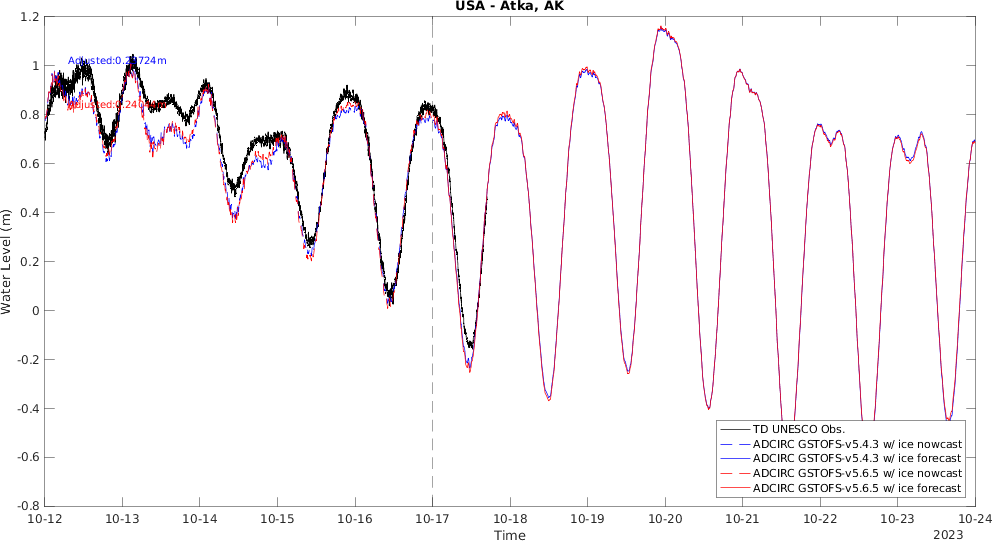 USA - Atka, AK
Water Level (m)
1.2
1
0.8
0.6
0.4
0.2
0
-0.2
-0.4
-0.6
-0.8
TD UNESCO Obs.
ADCIRC GSTOFS-v5.4.3 w/ ice nowcast
ADCIRC GSTOFS-v5.4.3 w/ ice forecast
ADCIRC GSTOFS-v5.6.5 w/ ice nowcast
ADCIRC GSTOFS-v5.6.5 w/ ice forecast
10-12 10-13 10-14 10-15 10-16 10-17 10-18 10-19 10-20 10-21 10-22 10-23 10-24
Time
2023